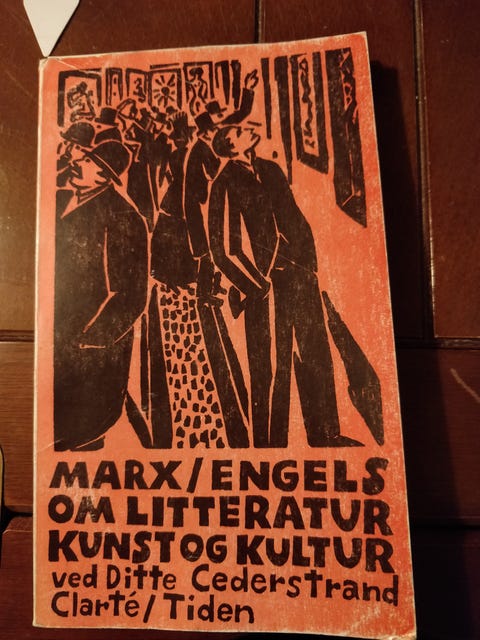 MARX/ENGELS
OM LITTERATUR
KUNST OG KULTUR
ved Ditte Cederstrand
Clarté/Tiden